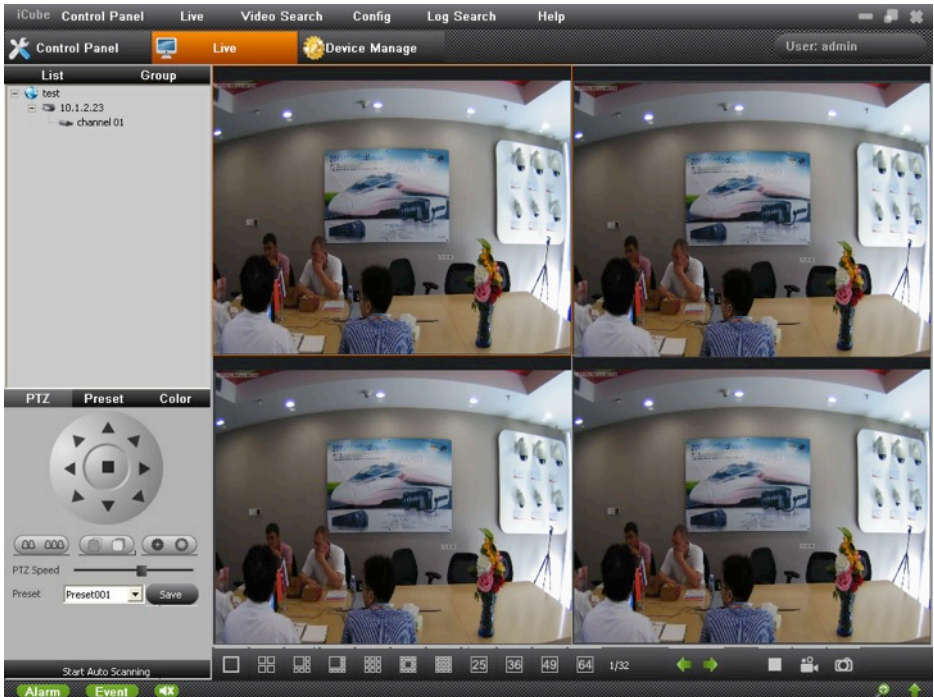 iCube Control Panel Live Video Search Config Log Search Help
Control Panel Live Device Manage User: admin
List Group
test
10.1.2.23
channel 01
PTZ Preset Color
PTZ Speed
Preset Preset001 Save
Start Auto Scanning
25 36 49 64 1/32
Alarm Event